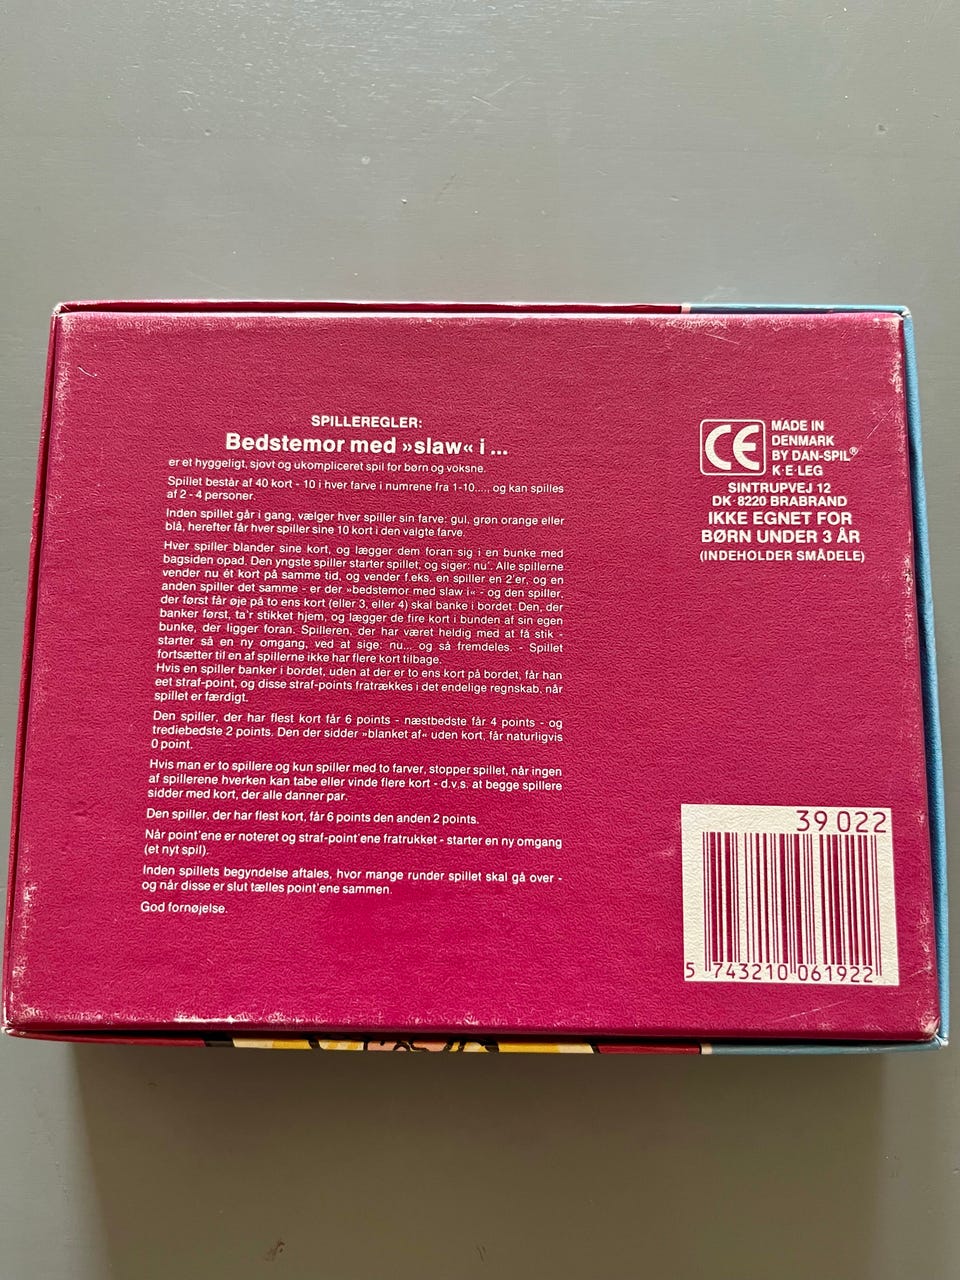 SPILLEREGLER:
Bedstemor med »slaw« i ...
er et hyggeligt, sjovt og ukompliceret spil for børn og voksne.
Spillet består af 40 kort - 10 i hver farve i numrene fra 1-10...., og kan spilles
af 2 - 4 personer.
Inden spillet går i gang, vælger hver spiller sin farve: gul, grøn orange eller
blå, herefter får hver spiller sine 10 kort i den valgte farve.
Hver spiller blander sine kort, og lægger dem foran sig i en bunke med
bagsiden opad. Den yngste spiller starter spillet, og siger: nu'. Alle spillerne
vender nu ét kort på samme tid, og vender f.eks. en spiller en 2'er, og en
anden spiller det samme - er der »bedstemor med slaw i« - og den spiller,
der først får øje på to ens kort (eller 3, eller 4) skal banke i bordet. Den, der
banker først, ta'r stikket hjem, og lægger de fire kort i bunden af sin egen
bunke, der ligger foran. Spilleren, der har været heldig med at få stik -
starter så en ny omgang, ved at sige: nu... og så fremdeles. - Spillet
fortsætter til en af spillerne ikke har flere kort tilbage.
Hvis en spiller banker i bordet, uden at der er to ens kort på bordet, får han
eet straf-point, og disse straf-points fratrækkes i det endelige regnskab, når
spillet er færdigt.
Den spiller, der har flest kort får 6 points - næstbedste får 4 points - og
trediebedste 2 points. Den der sidder »blanket af« uden kort, får naturligvis
0 point.
Hvis man er to spillere og kun spiller med to farver, stopper spillet, når ingen
af spillerene hverken kan tabe eller vinde flere kort - d.v.s. at begge spillere
sidder med kort, der alle danner par.
Den spiller, der har flest kort, får 6 points den anden 2 points.
Når point'ene er noteret og straf-point'ene fratrukket - starter en ny omgang
(et nyt spil).
Inden spillets begyndelse aftales, hvor mange runder spillet skal gå over -
og når disse er slut tælles point'ene sammen.
God fornøjelse.
CE
MADE IN
DENMARK
BY DAN-SPIL®
K·E·LEG
SINTRUPVEJ 12
DK-8220 BRABRAND
IKKE EGNET FOR
BØRN UNDER 3 ÅR
(INDEHOLDER SMÅDELE)
39 022
5 743210 061922